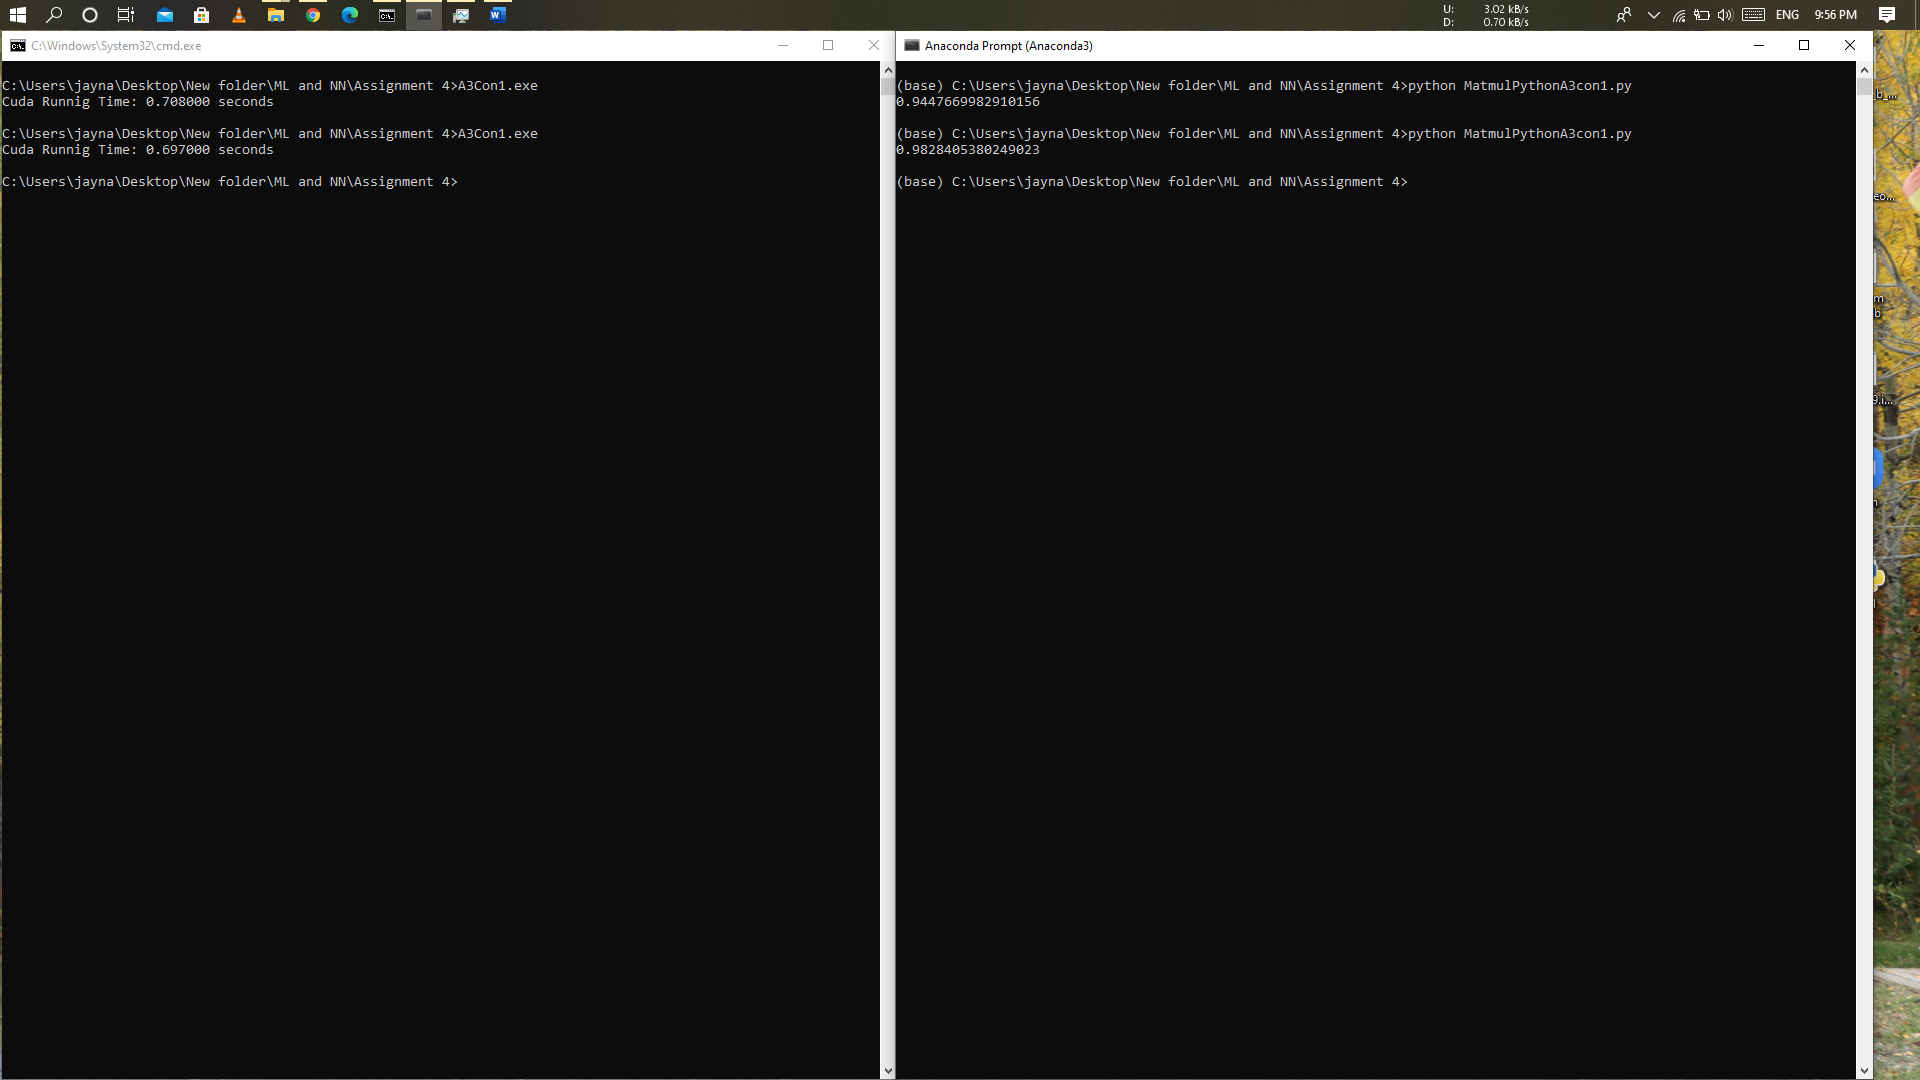 U: 3.02 kB/s
D: 0.70 kB/s
ENG
9:56 PM
C:\Windows\System32\cmd.exe
C:\Users\jayna\Desktop\New folder\ML and NN\Assignment 4>A3Con1.exe
Cuda Runnig Time: 0.708000 seconds
C:\Users\jayna\Desktop\New folder\ML and NN\Assignment 4>A3Con1.exe
Cuda Runnig Time: 0.697000 seconds
C:\Users\jayna\Desktop\New folder\ML and NN\Assignment 4>
Anaconda Prompt (Anaconda3)
(base) C:\Users\jayna\Desktop\New folder\ML and NN\Assignment 4>python MatmulPythonA3con1.py
0.9447669982910156
(base) C:\Users\jayna\Desktop\New folder\ML and NN\Assignment 4>python MatmulPythonA3con1.py
0.9828405380249023
(base) C:\Users\jayna\Desktop\New folder\ML and NN\Assignment 4>